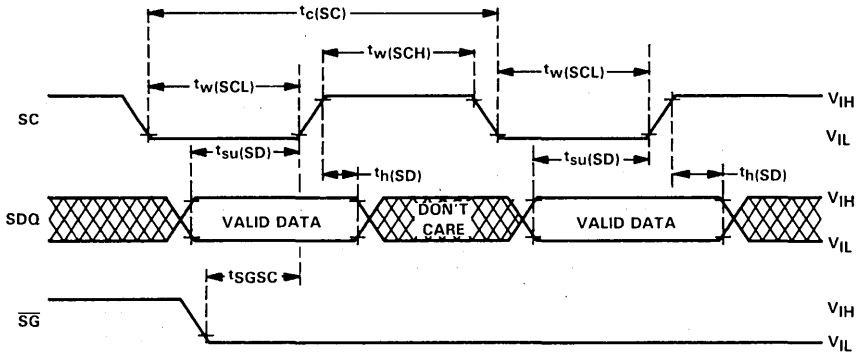 tc(SC)
tw(SCH)
tw(SCL)
tw(SCL)
SC
VIH
VIL
tsu(SD)
th(SD)
tsu(SD)
th(SD)
SDQ
VALID DATA
DON'T
CARE
VALID DATA
VIH
VIL
tSGSC
SG
VIH
VIL